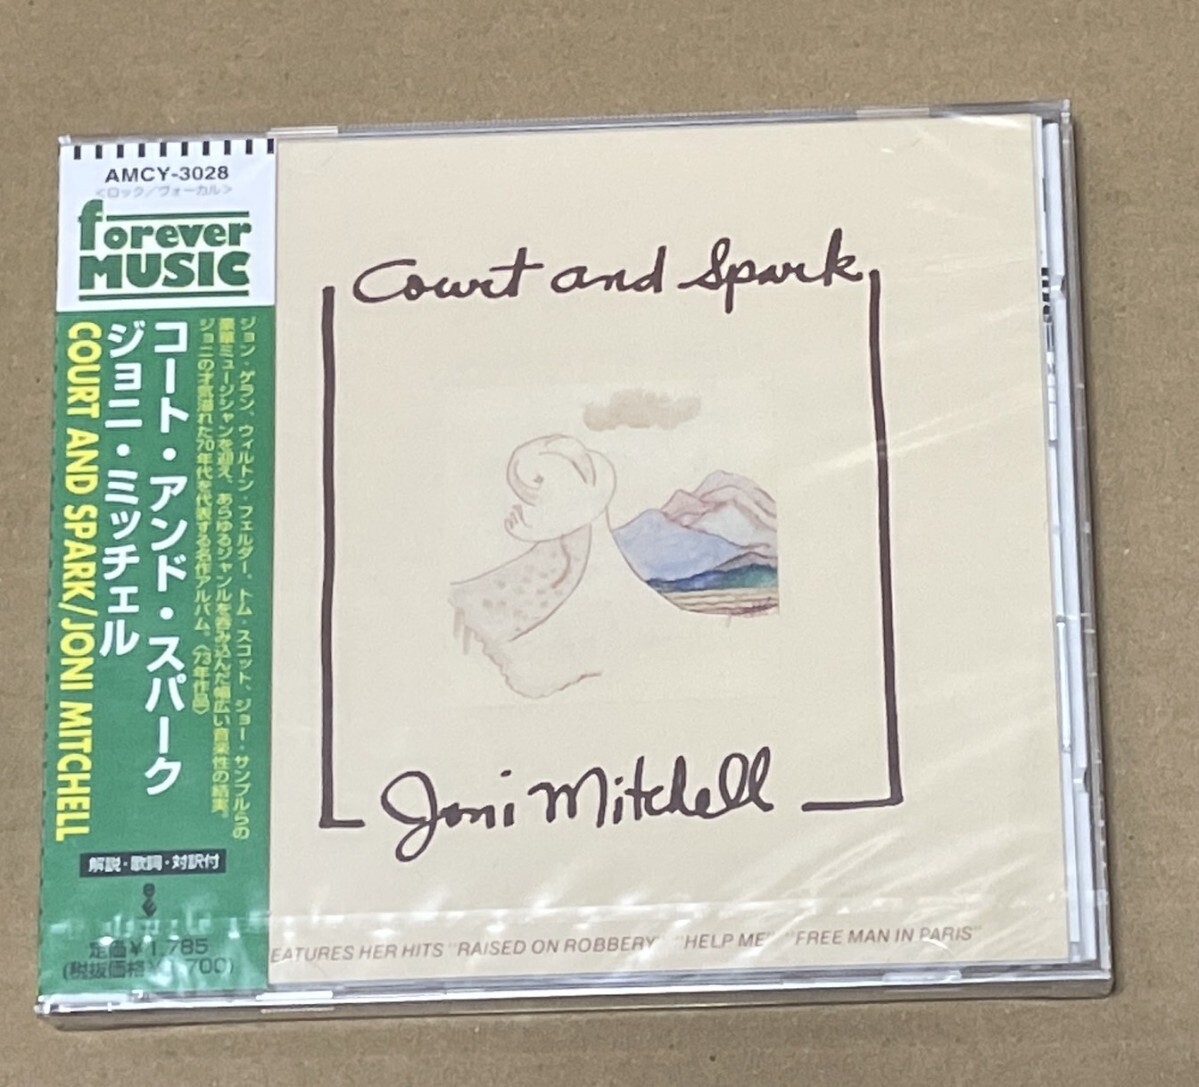 AMCY-3028
<ロック/ヴォーカル>
forever
MUSIC
ジョン・ゲラン、ウィルトン・フェルダー、トム・スコット、ジョー・サンプルらの
豪華ミュージシャンを迎え、あらゆるジャンルを呑み込んだ幅広い音楽性の結実。
ジョニの才気溢れた70年代を代表する名作アルバム。〈73年作品〉
コート・アンド・スパーク
ジョニ・ミッチェル
COURT AND SPARK/JONI MITCHELL
解説・歌詞・対訳付
定価¥1,785
(税抜価格¥1,700)
Court and Spark
Joni Mitchell
EATURES HER HITS "RAISED ON ROBBERY" "HELP ME" "FREE MAN IN PARIS"